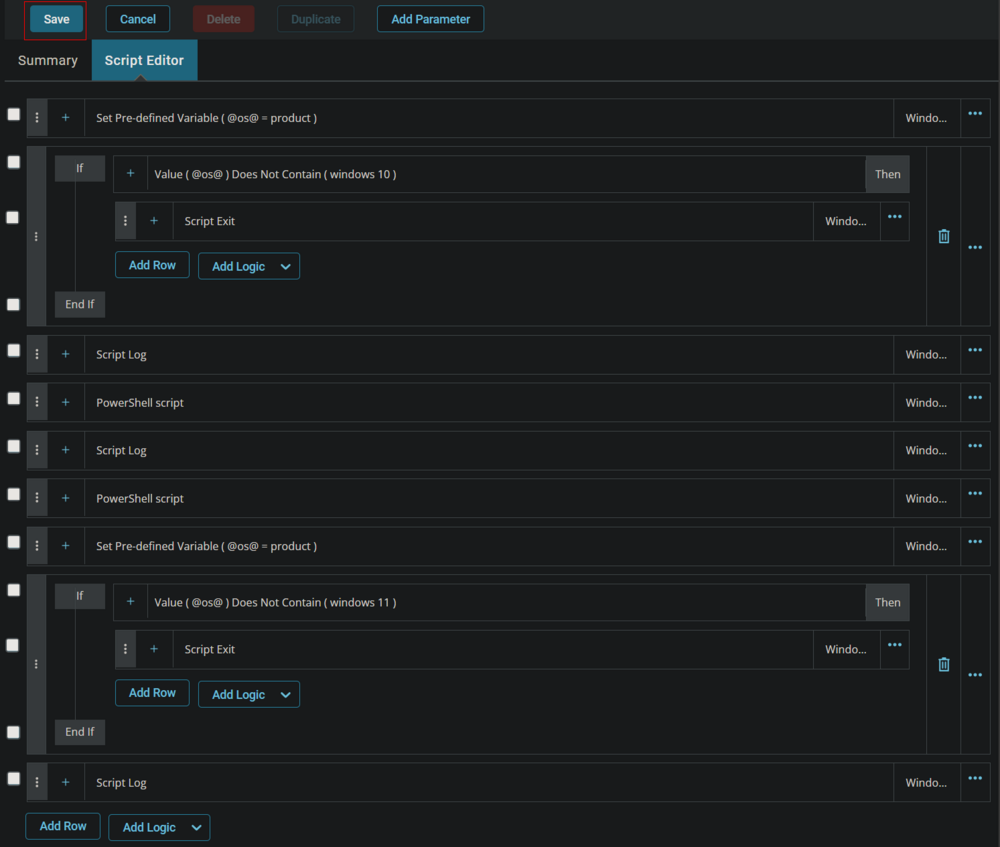 Save Cancel Delete Duplicate Add Parameter
Summary Script Editor
Set Pre-defined Variable ( @os@ = product ) Windo...
If Value ( @os@ ) Does Not Contain ( windows 10 ) Then
Script Exit Windo...
Add Row Add Logic
End If
Script Log Windo...
PowerShell script Windo...
Script Log Windo...
PowerShell script Windo...
Set Pre-defined Variable ( @os@ = product ) Windo...
If Value ( @os@ ) Does Not Contain ( windows 11 ) Then
Script Exit Windo...
Add Row Add Logic
End If
Script Log Windo...
Add Row Add Logic